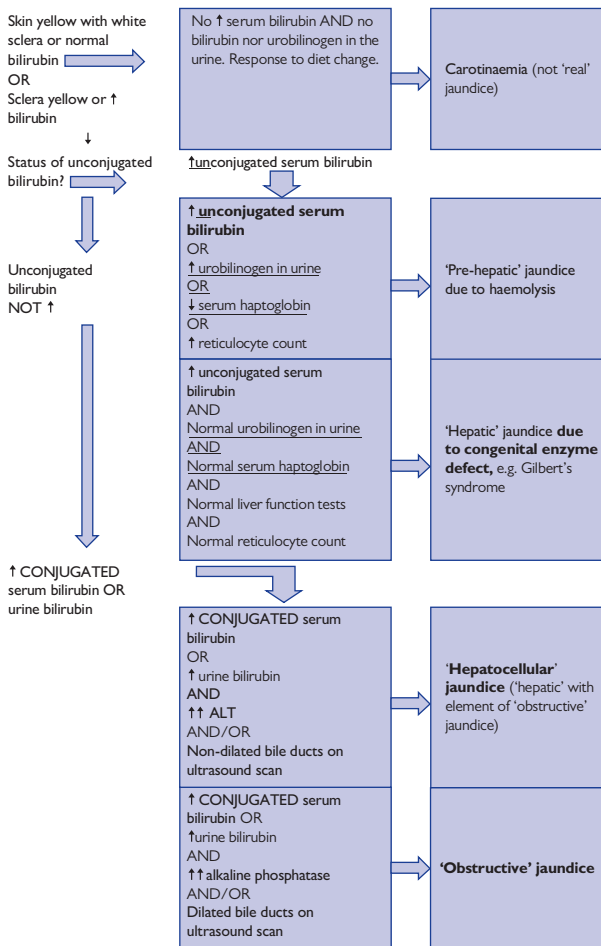 Skin yellow with white
sclera or normal
bilirubin
OR
Sclera yellow or ↑
bilirubin
↓
No ↑ serum bilirubin AND no
bilirubin nor urobilinogen in the
urine. Response to diet change.
Carotinaemia (not ‘real’
jaundice)
Status of unconjugated
bilirubin?
↑unconjugated serum bilirubin
Unconjugated
bilirubin
NOT ↑
↑ unconjugated serum
bilirubin
OR
↑ urobilinogen in urine
OR
↓ serum haptoglobin
OR
↑ reticulocyte count
‘Pre-hepatic’ jaundice
due to haemolysis
↑ unconjugated serum
bilirubin
AND
Normal urobilinogen in urine
AND
Normal serum haptoglobin
AND
Normal liver function tests
AND
Normal reticulocyte count
‘Hepatic’ jaundice due
to congenital enzyme
defect, e.g. Gilbert’s
syndrome
↑ CONJUGATED
serum bilirubin OR
urine bilirubin
↑ CONJUGATED serum
bilirubin
OR
↑ urine bilirubin
AND
↑↑ ALT
AND/OR
Non-dilated bile ducts on
ultrasound scan
‘Hepatocellular’
jaundice (‘hepatic’ with
element of ‘obstructive’
jaundice)
↑ CONJUGATED serum
bilirubin OR
↑urine bilirubin
AND
↑↑alkaline phosphatase
AND/OR
Dilated bile ducts on
ultrasound scan
‘Obstructive’ jaundice